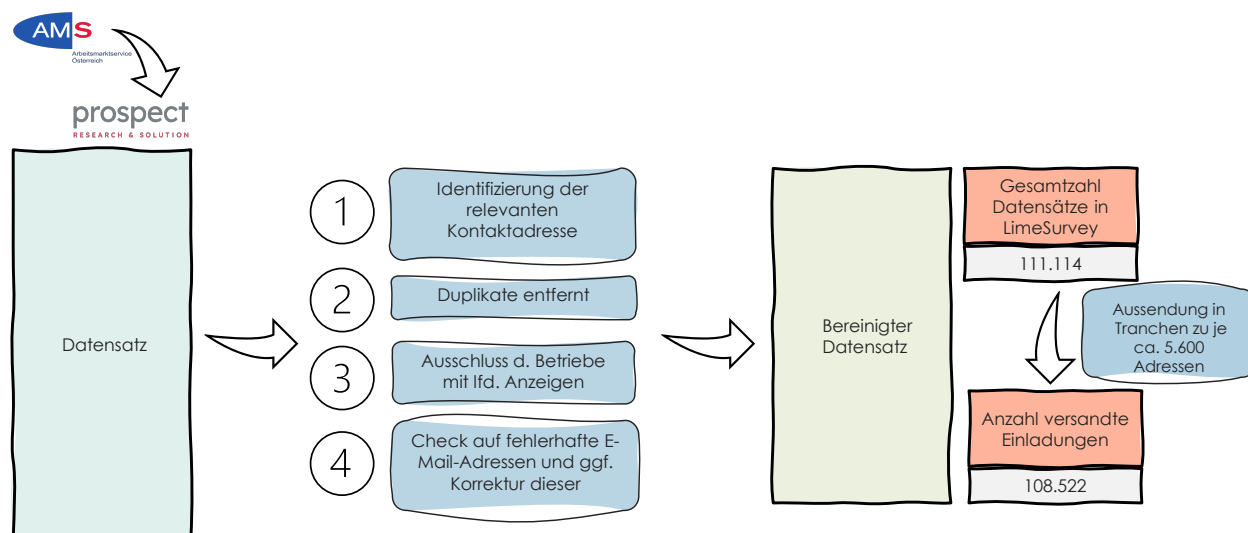 AMS
Arbeitsmarktservice
Österreich
prospect
RESEARCH & SOLUTION
Datensatz
1
Identifizierung der
relevanten
Kontaktadresse
2
Duplikate entfernt
3
Ausschluss d. Betriebe
mit lfd. Anzeigen
4
Check auf fehlerhafte E-
Mail-Adressen und ggf.
Korrektur dieser
Bereinigter
Datensatz
Gesamtzahl
Datensätze in
LimeSurvey
111.114
Aussendung in
Tranchen zu je
ca. 5.600
Adressen
Anzahl versandte
Einladungen
108.522